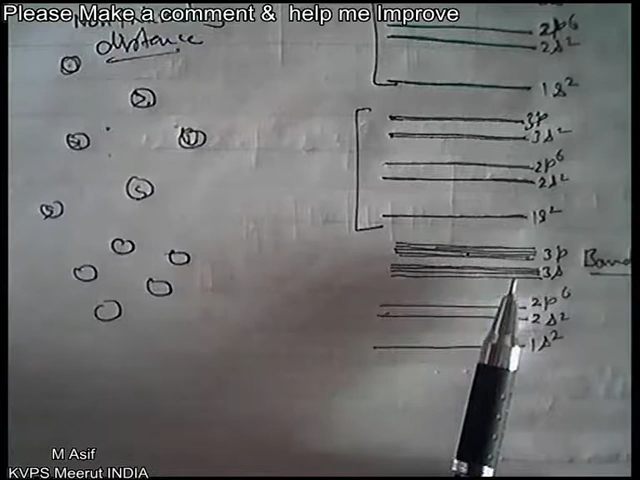 Please Make a comment & help me Improve
distance
2p⁶
2s²
1s²
3p
3s²
2p⁶
2s²
1s²
3p Band
3s
2p⁶
2s²
1s²
M Asif
KVPS Meerut INDIA